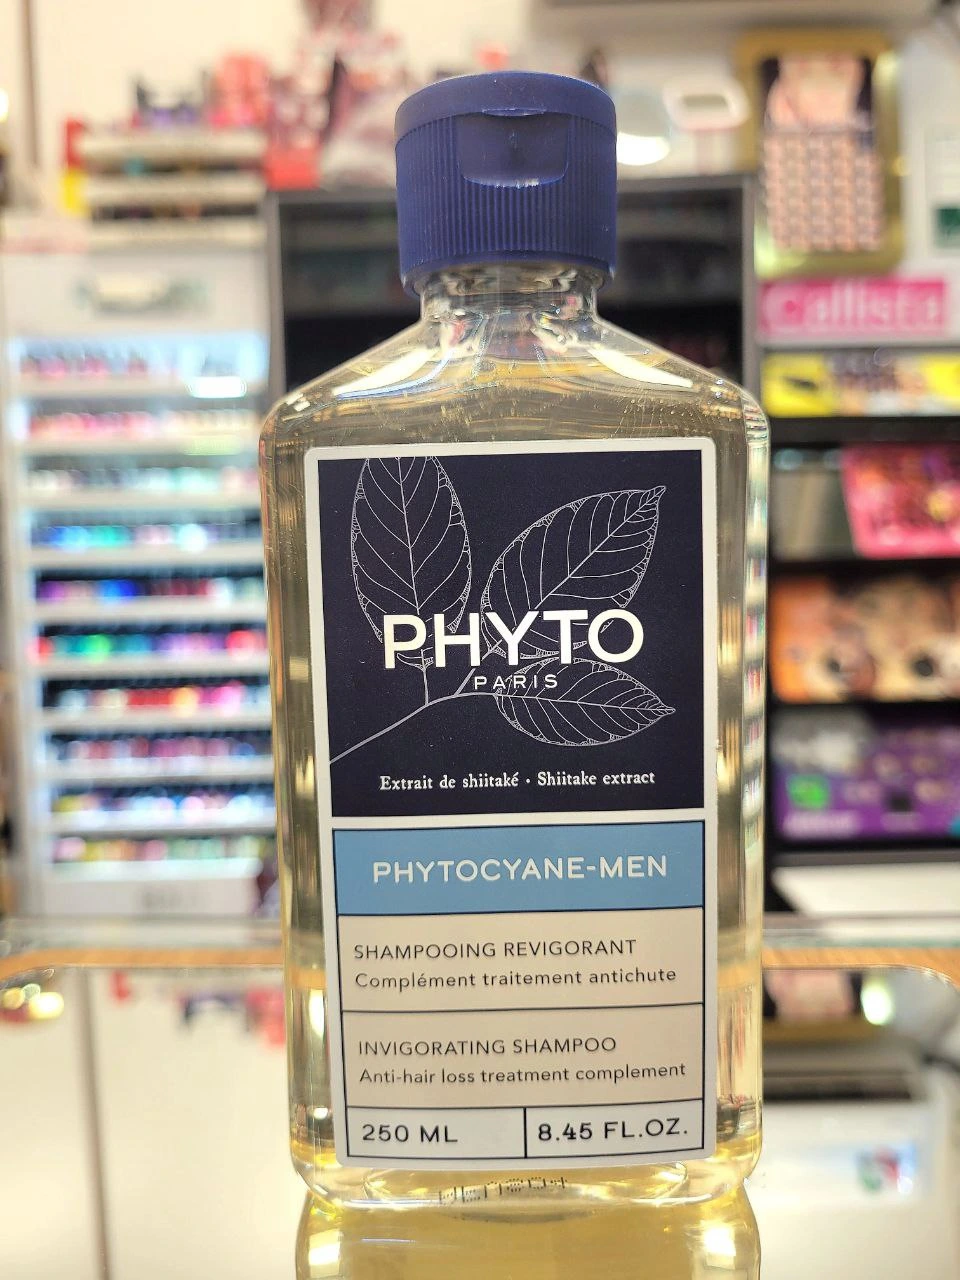 Callista
PHYTO
PARIS
Extrait de shiitaké • Shiitake extract
PHYTOCYANE-MEN
SHAMPOOING REVIGORANT
Complément traitement antichute
INVIGORATING SHAMPOO
Anti-hair loss treatment complement
250 ML
8.45 FL.OZ.